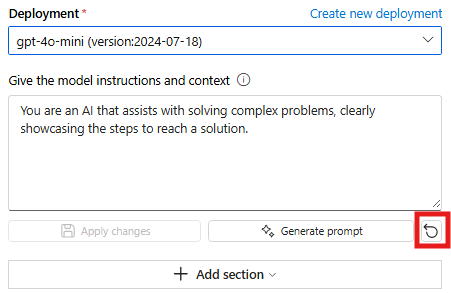 Deployment * Create new deployment
gpt-4o-mini (version:2024-07-18)
Give the model instructions and context
You are an AI that assists with solving complex problems, clearly
showcasing the steps to reach a solution.
Apply changes Generate prompt
Add section